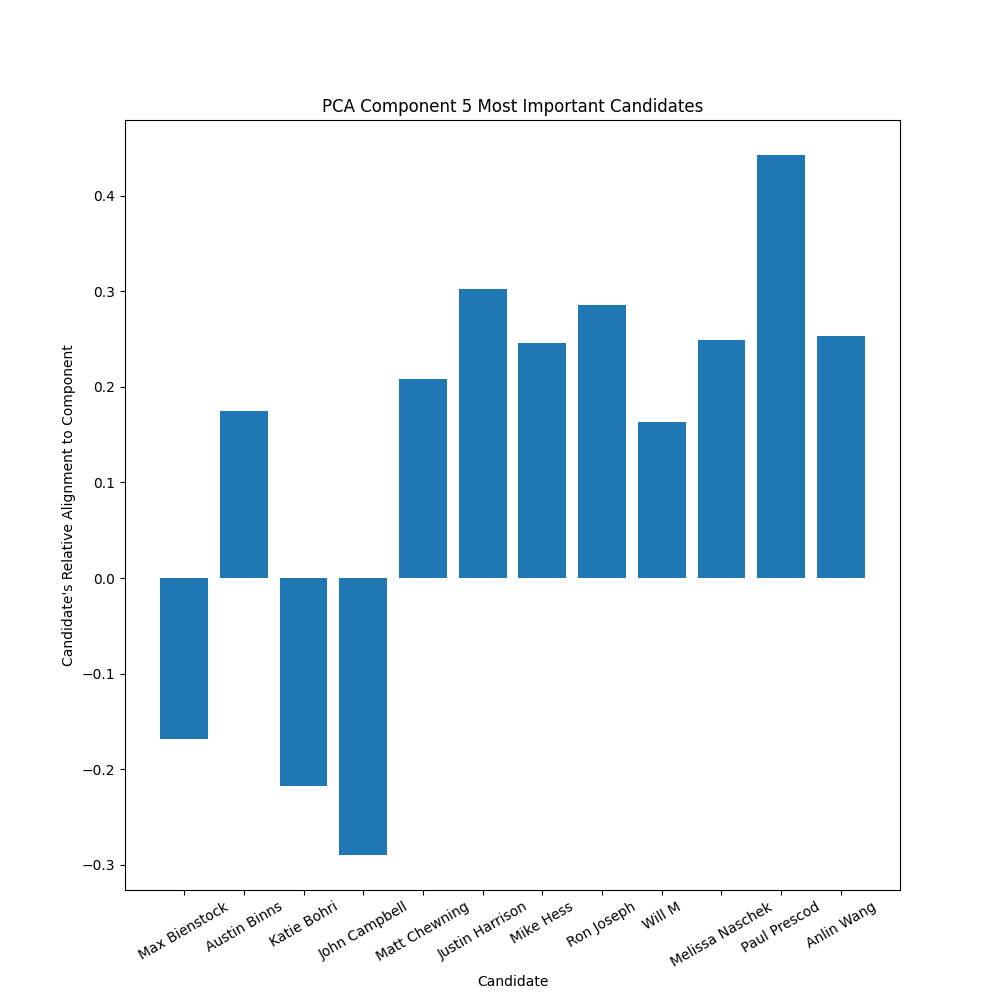 PCA Component 5 Most Important Candidates
Candidate's Relative Alignment to Component
0.4
0.3
0.2
0.1
0.0
−0.1
−0.2
−0.3
Max Bienstock
Austin Binns
Katie Bohri
John Campbell
Matt Chewning
Justin Harrison
Mike Hess
Ron Joseph
Will M
Melissa Naschek
Paul Prescod
Anlin Wang
Candidate